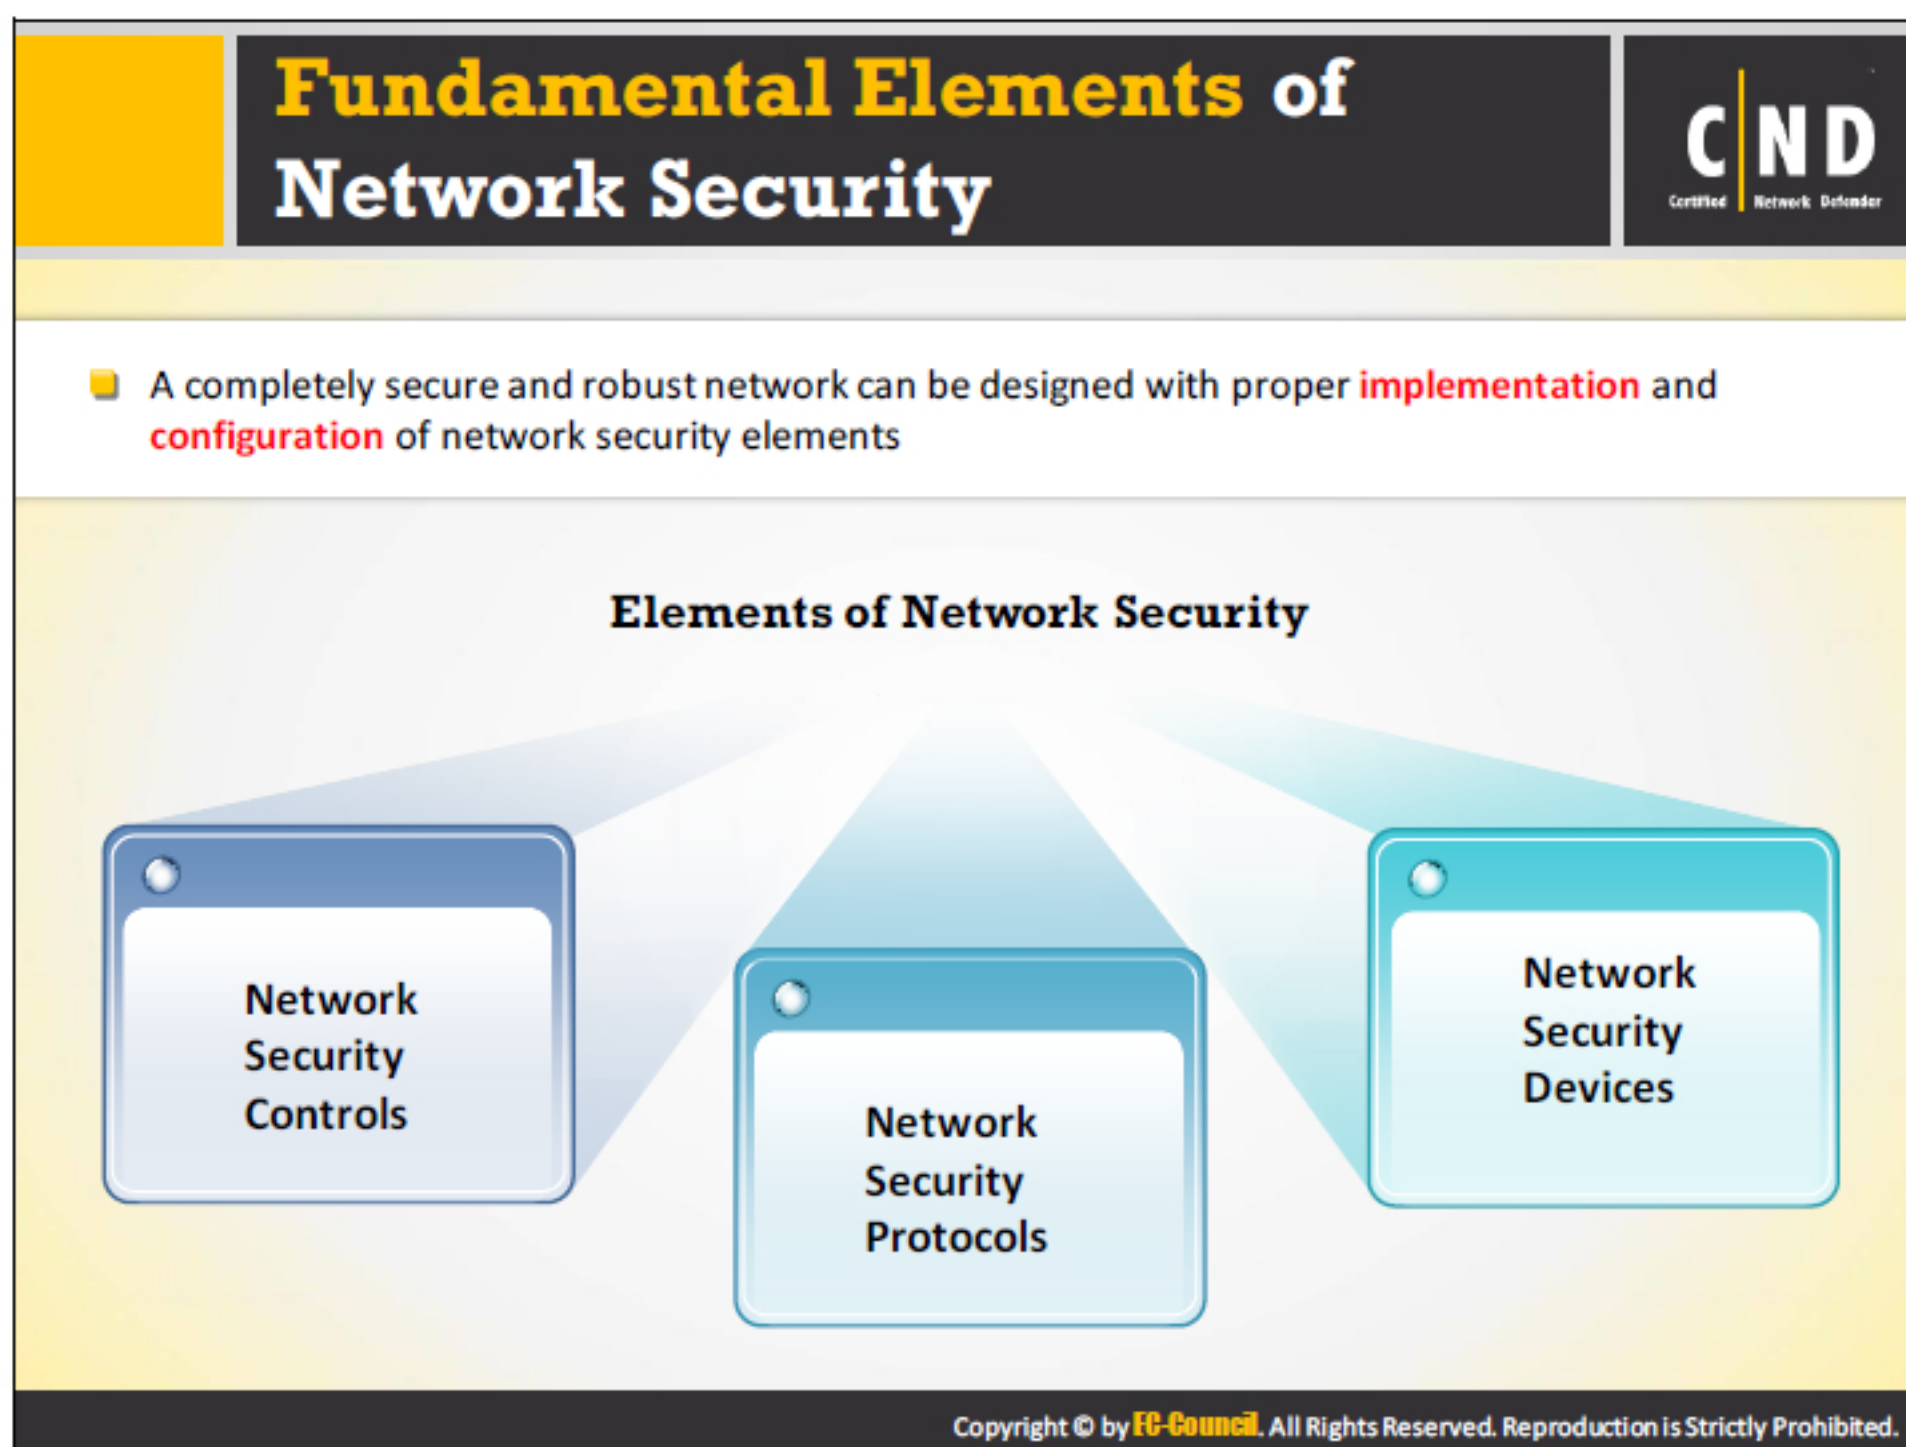 Fundamental Elements of
Network Security
C|ND
Certified Network Defender
A completely secure and robust network can be designed with proper implementation and
configuration of network security elements
Elements of Network Security
Network
Security
Controls
Network
Security
Protocols
Network
Security
Devices
Copyright © by EC-Council. All Rights Reserved. Reproduction is Strictly Prohibited.